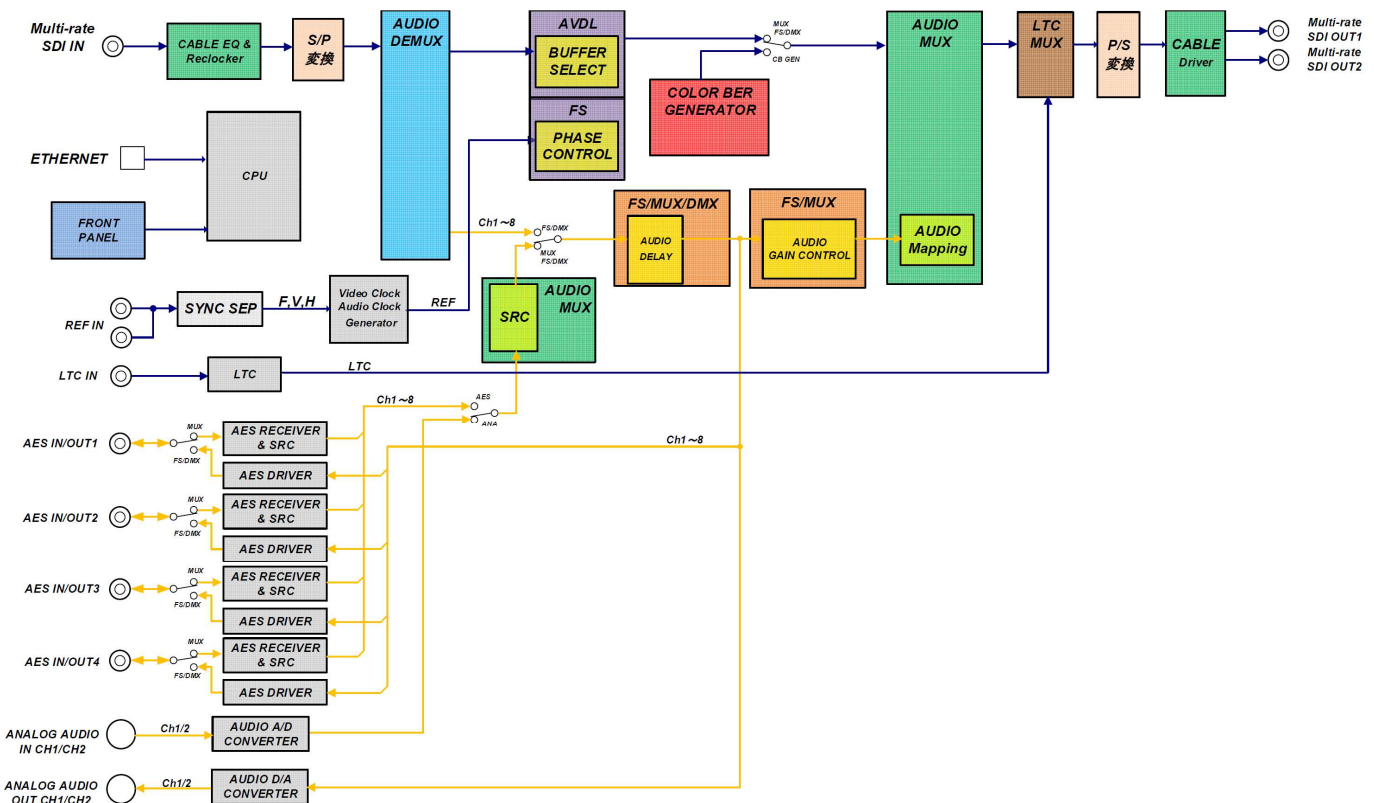 Multi-rate
SDI IN
CABLE EQ &
Reclocker
S/P
変換
AUDIO
DEMUX
AVDL
BUFFER
SELECT
FS
PHASE
CONTROL
MUX
FS/DMX
CB GEN
COLOR BER
GENERATOR
AUDIO
MUX
LTC
MUX
P/S
変換
CABLE
Driver
Multi-rate
SDI OUT1
Multi-rate
SDI OUT2
ETHERNET
CPU
FRONT
PANEL
Ch1~8
FS/DMX
MUX
FS/DMX
FS/MUX/DMX
AUDIO
DELAY
FS/MUX
AUDIO
GAIN CONTROL
AUDIO
Mapping
REF IN
SYNC SEP
F,V,H
Video Clock
Audio Clock
Generator
REF
AUDIO
MUX
SRC
LTC IN
LTC
LTC
Ch1~8
AES
ANA
Ch1~8
AES IN/OUT1
MUX
FS/DMX
AES RECEIVER
& SRC
AES DRIVER
AES IN/OUT2
MUX
FS/DMX
AES RECEIVER
& SRC
AES DRIVER
AES IN/OUT3
MUX
FS/DMX
AES RECEIVER
& SRC
AES DRIVER
AES IN/OUT4
MUX
FS/DMX
AES RECEIVER
& SRC
AES DRIVER
ANALOG AUDIO
IN CH1/CH2
Ch1/2
AUDIO A/D
CONVERTER
ANALOG AUDIO
OUT CH1/CH2
Ch1/2
AUDIO D/A
CONVERTER